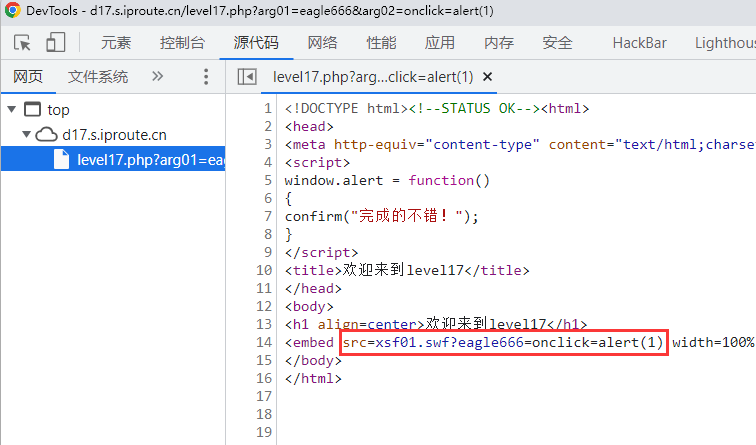 DevTools - d17.s.iproute.cn/level17.php?arg01=eagle666&arg02=onclick=alert(1)
元素 控制台 源代码 网络 性能 应用 内存 安全 HackBar Lighthous
网页 文件系统 » level17.php?arg...click=alert(1) ×
top
d17.s.iproute.cn
level17.php?arg01=eag
1 <!DOCTYPE html><!--STATUS OK--><html>
2 <head>
3 <meta http-equiv="content-type" content="text/html;charse
4 <script>
5 window.alert = function()
6 {
7 confirm("完成的不错！");
8 }
9 </script>
10 <title>欢迎来到level17</title>
11 </head>
12 <body>
13 <h1 align=center>欢迎来到level17</h1>
14 <embed src=xsf01.swf?eagle666=onclick=alert(1) width=100%
15 </body>
16 </html>
17
18
19